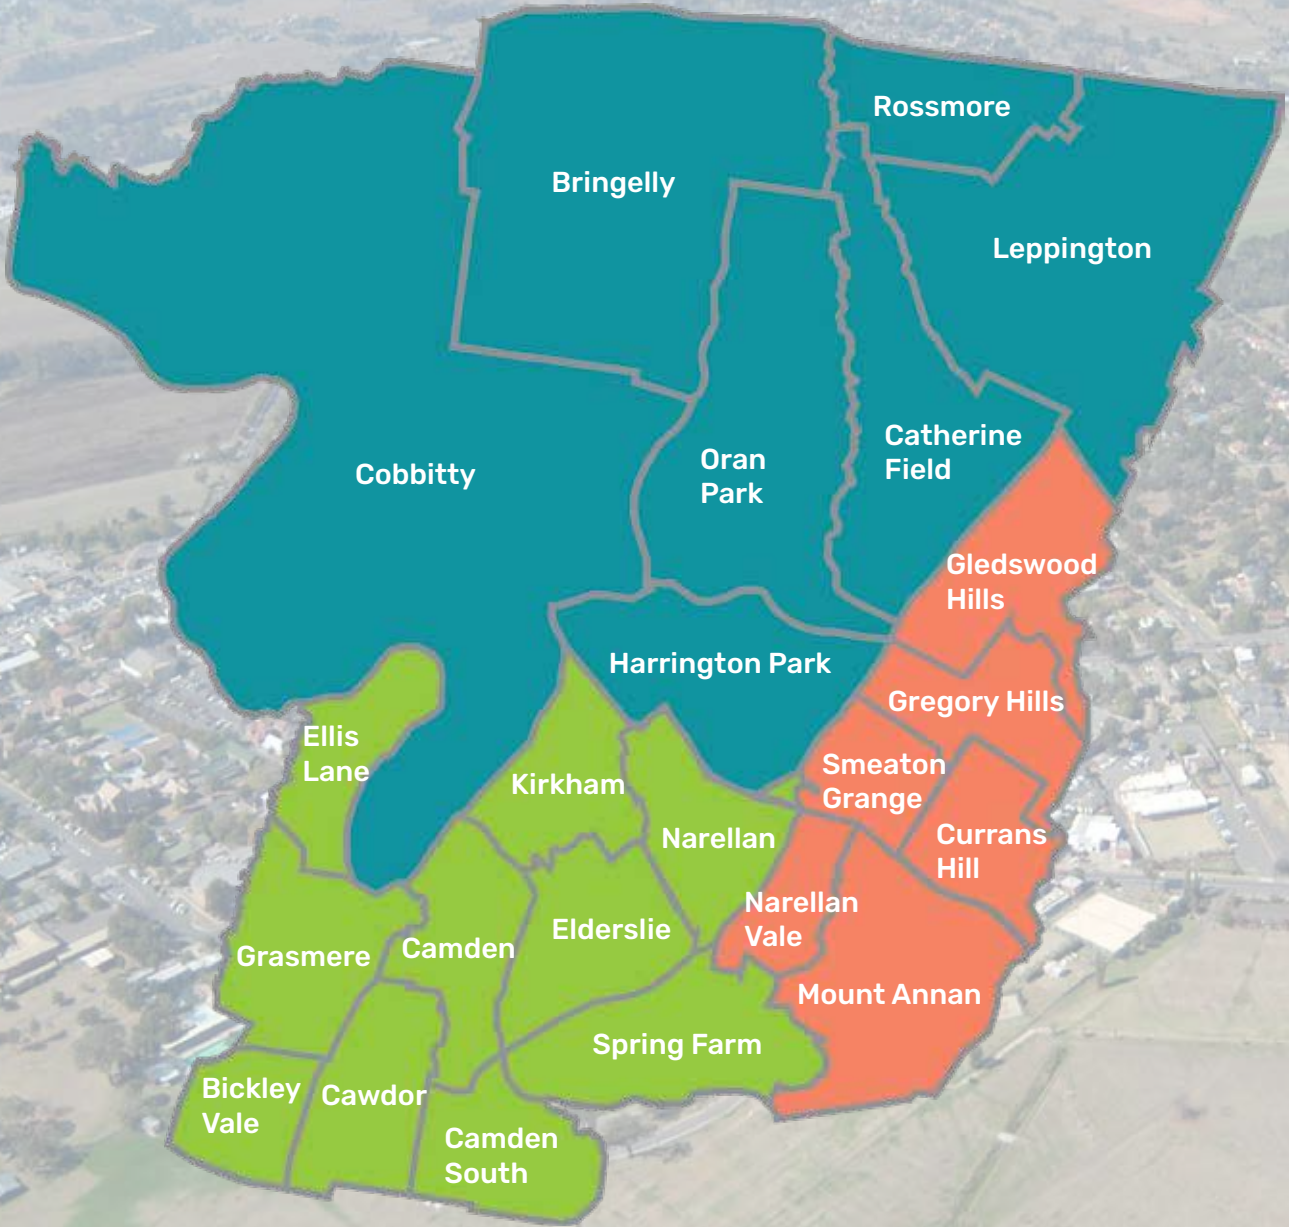 Rossmore
Bringelly
Leppington
Catherine
Field
Oran
Park
Cobbitty
Gledswood
Hills
Harrington Park
Gregory Hills
Ellis
Lane
Kirkham
Smeaton
Grange
Narellan
Currans
Hill
Narellan
Vale
Elderslie
Camden
Grasmere
Mount Annan
Spring Farm
Bickley
Vale
Cawdor
Camden
South